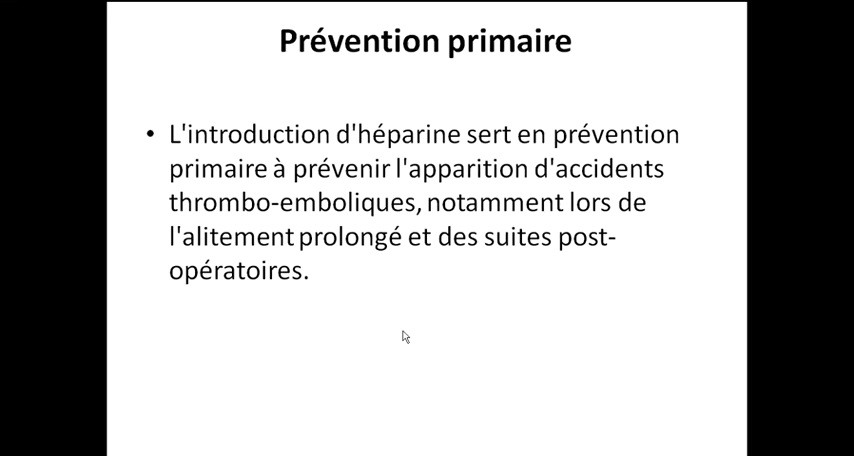 Prévention primaire
• L'introduction d'héparine sert en prévention
primaire à prévenir l'apparition d'accidents
thrombo-emboliques, notamment lors de
l'alitement prolongé et des suites post-
opératoires.